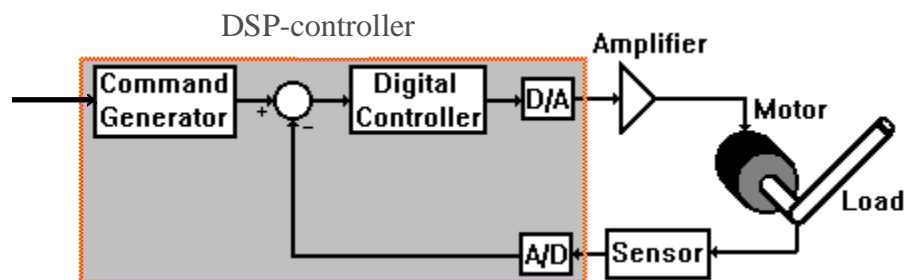 DSP-controller
Amplifier
Command
Generator
+
−
Digital
Controller
D/A
Motor
Load
A/D
Sensor